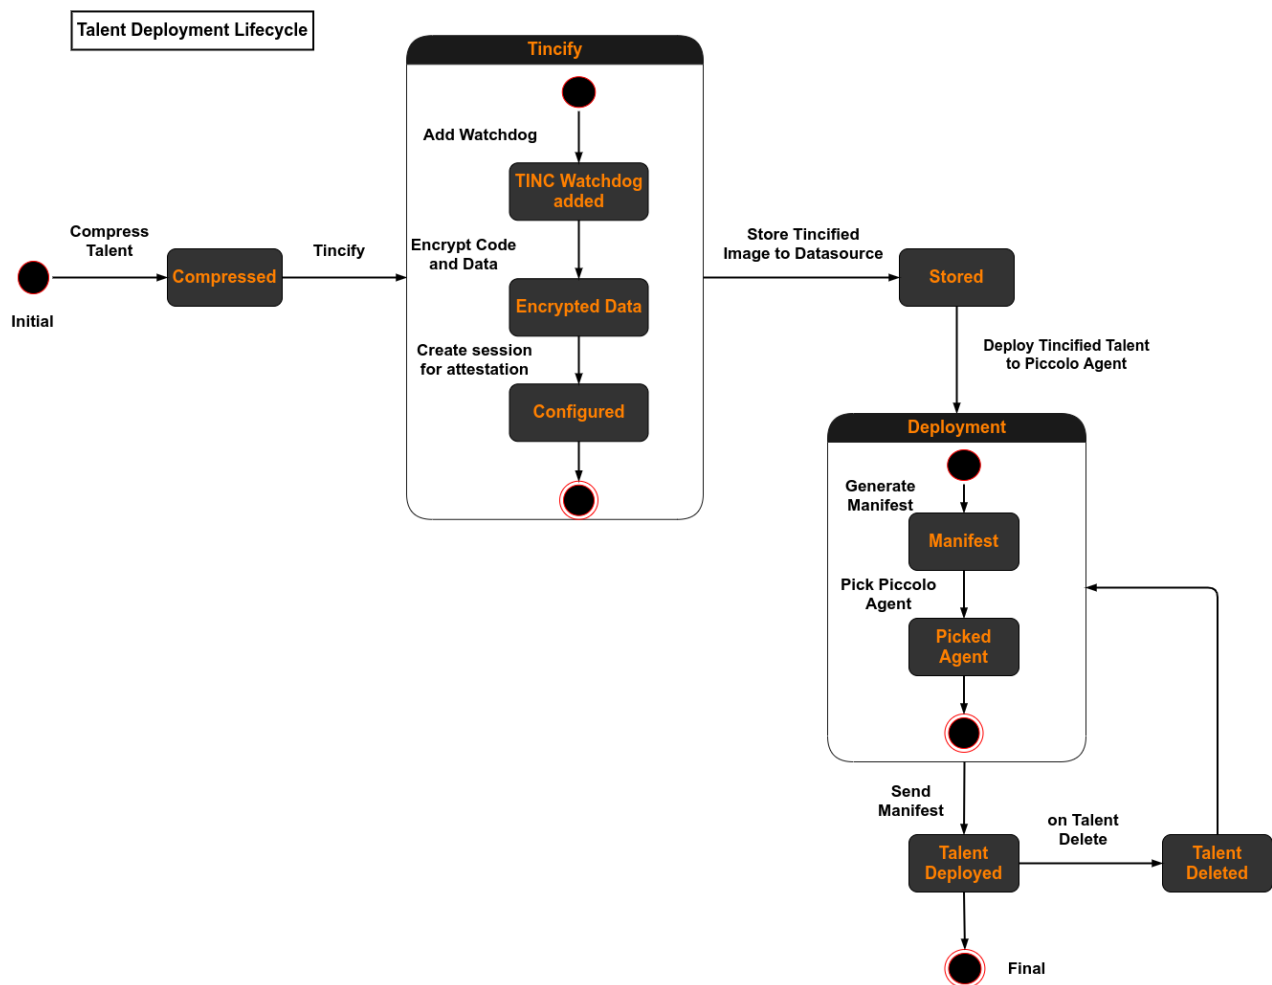 Talent Deployment Lifecycle
Tincify
Add Watchdog
TINC Watchdog
added
Compress
Talent
Compressed
Tincify
Initial
Encrypt Code
and Data
Encrypted Data
Create session
for attestation
Configured
Store Tincified
Image to Datasource
Stored
Deploy Tincified Talent
to Piccolo Agent
Deployment
Generate
Manifest
Manifest
Pick Piccolo
Agent
Picked
Agent
Send
Manifest
Talent
Deployed
on Talent
Delete
Talent
Deleted
Final